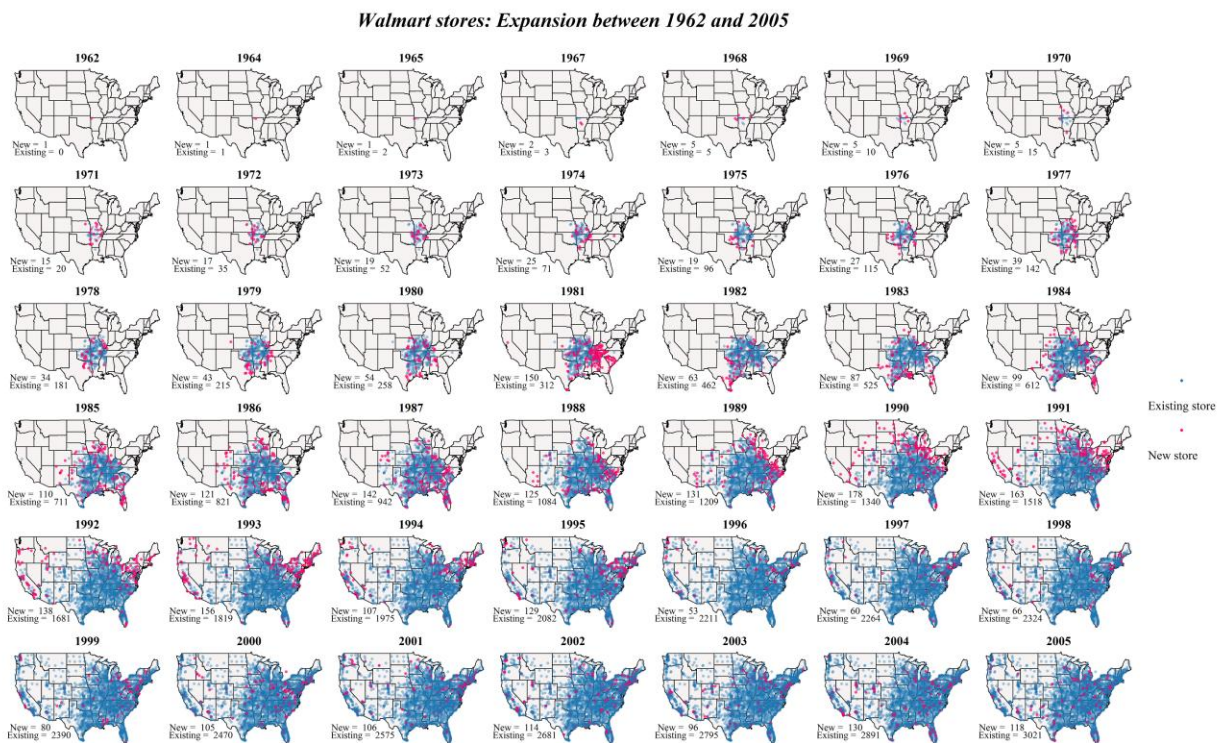 Walmart stores: Expansion between 1962 and 2005
1962
New = 1
Existing = 0
1964
New = 1
Existing = 1
1965
New = 1
Existing = 2
1967
New = 2
Existing = 3
1968
New = 5
Existing = 5
1969
New = 5
Existing = 10
1970
New = 5
Existing = 15
1971
New = 15
Existing = 20
1972
New = 17
Existing = 35
1973
New = 19
Existing = 52
1974
New = 25
Existing = 71
1975
New = 19
Existing = 96
1976
New = 27
Existing = 115
1977
New = 39
Existing = 142
1978
New = 34
Existing = 181
1979
New = 43
Existing = 215
1980
New = 54
Existing = 258
1981
New = 150
Existing = 312
1982
New = 63
Existing = 462
1983
New = 87
Existing = 525
1984
New = 99
Existing = 612
1985
New = 110
Existing = 711
1986
New = 121
Existing = 821
1987
New = 142
Existing = 942
1988
New = 125
Existing = 1084
1989
New = 131
Existing = 1209
1990
New = 178
Existing = 1340
1991
New = 163
Existing = 1518
Existing store
New store
1992
New = 138
Existing = 1681
1993
New = 156
Existing = 1819
1994
New = 107
Existing = 1975
1995
New = 129
Existing = 2082
1996
New = 53
Existing = 2211
1997
New = 60
Existing = 2264
1998
New = 66
Existing = 2324
1999
New = 80
Existing = 2390
2000
New = 105
Existing = 2470
2001
New = 106
Existing = 2575
2002
New = 114
Existing = 2681
2003
New = 96
Existing = 2795
2004
New = 130
Existing = 2891
2005
New = 118
Existing = 3021